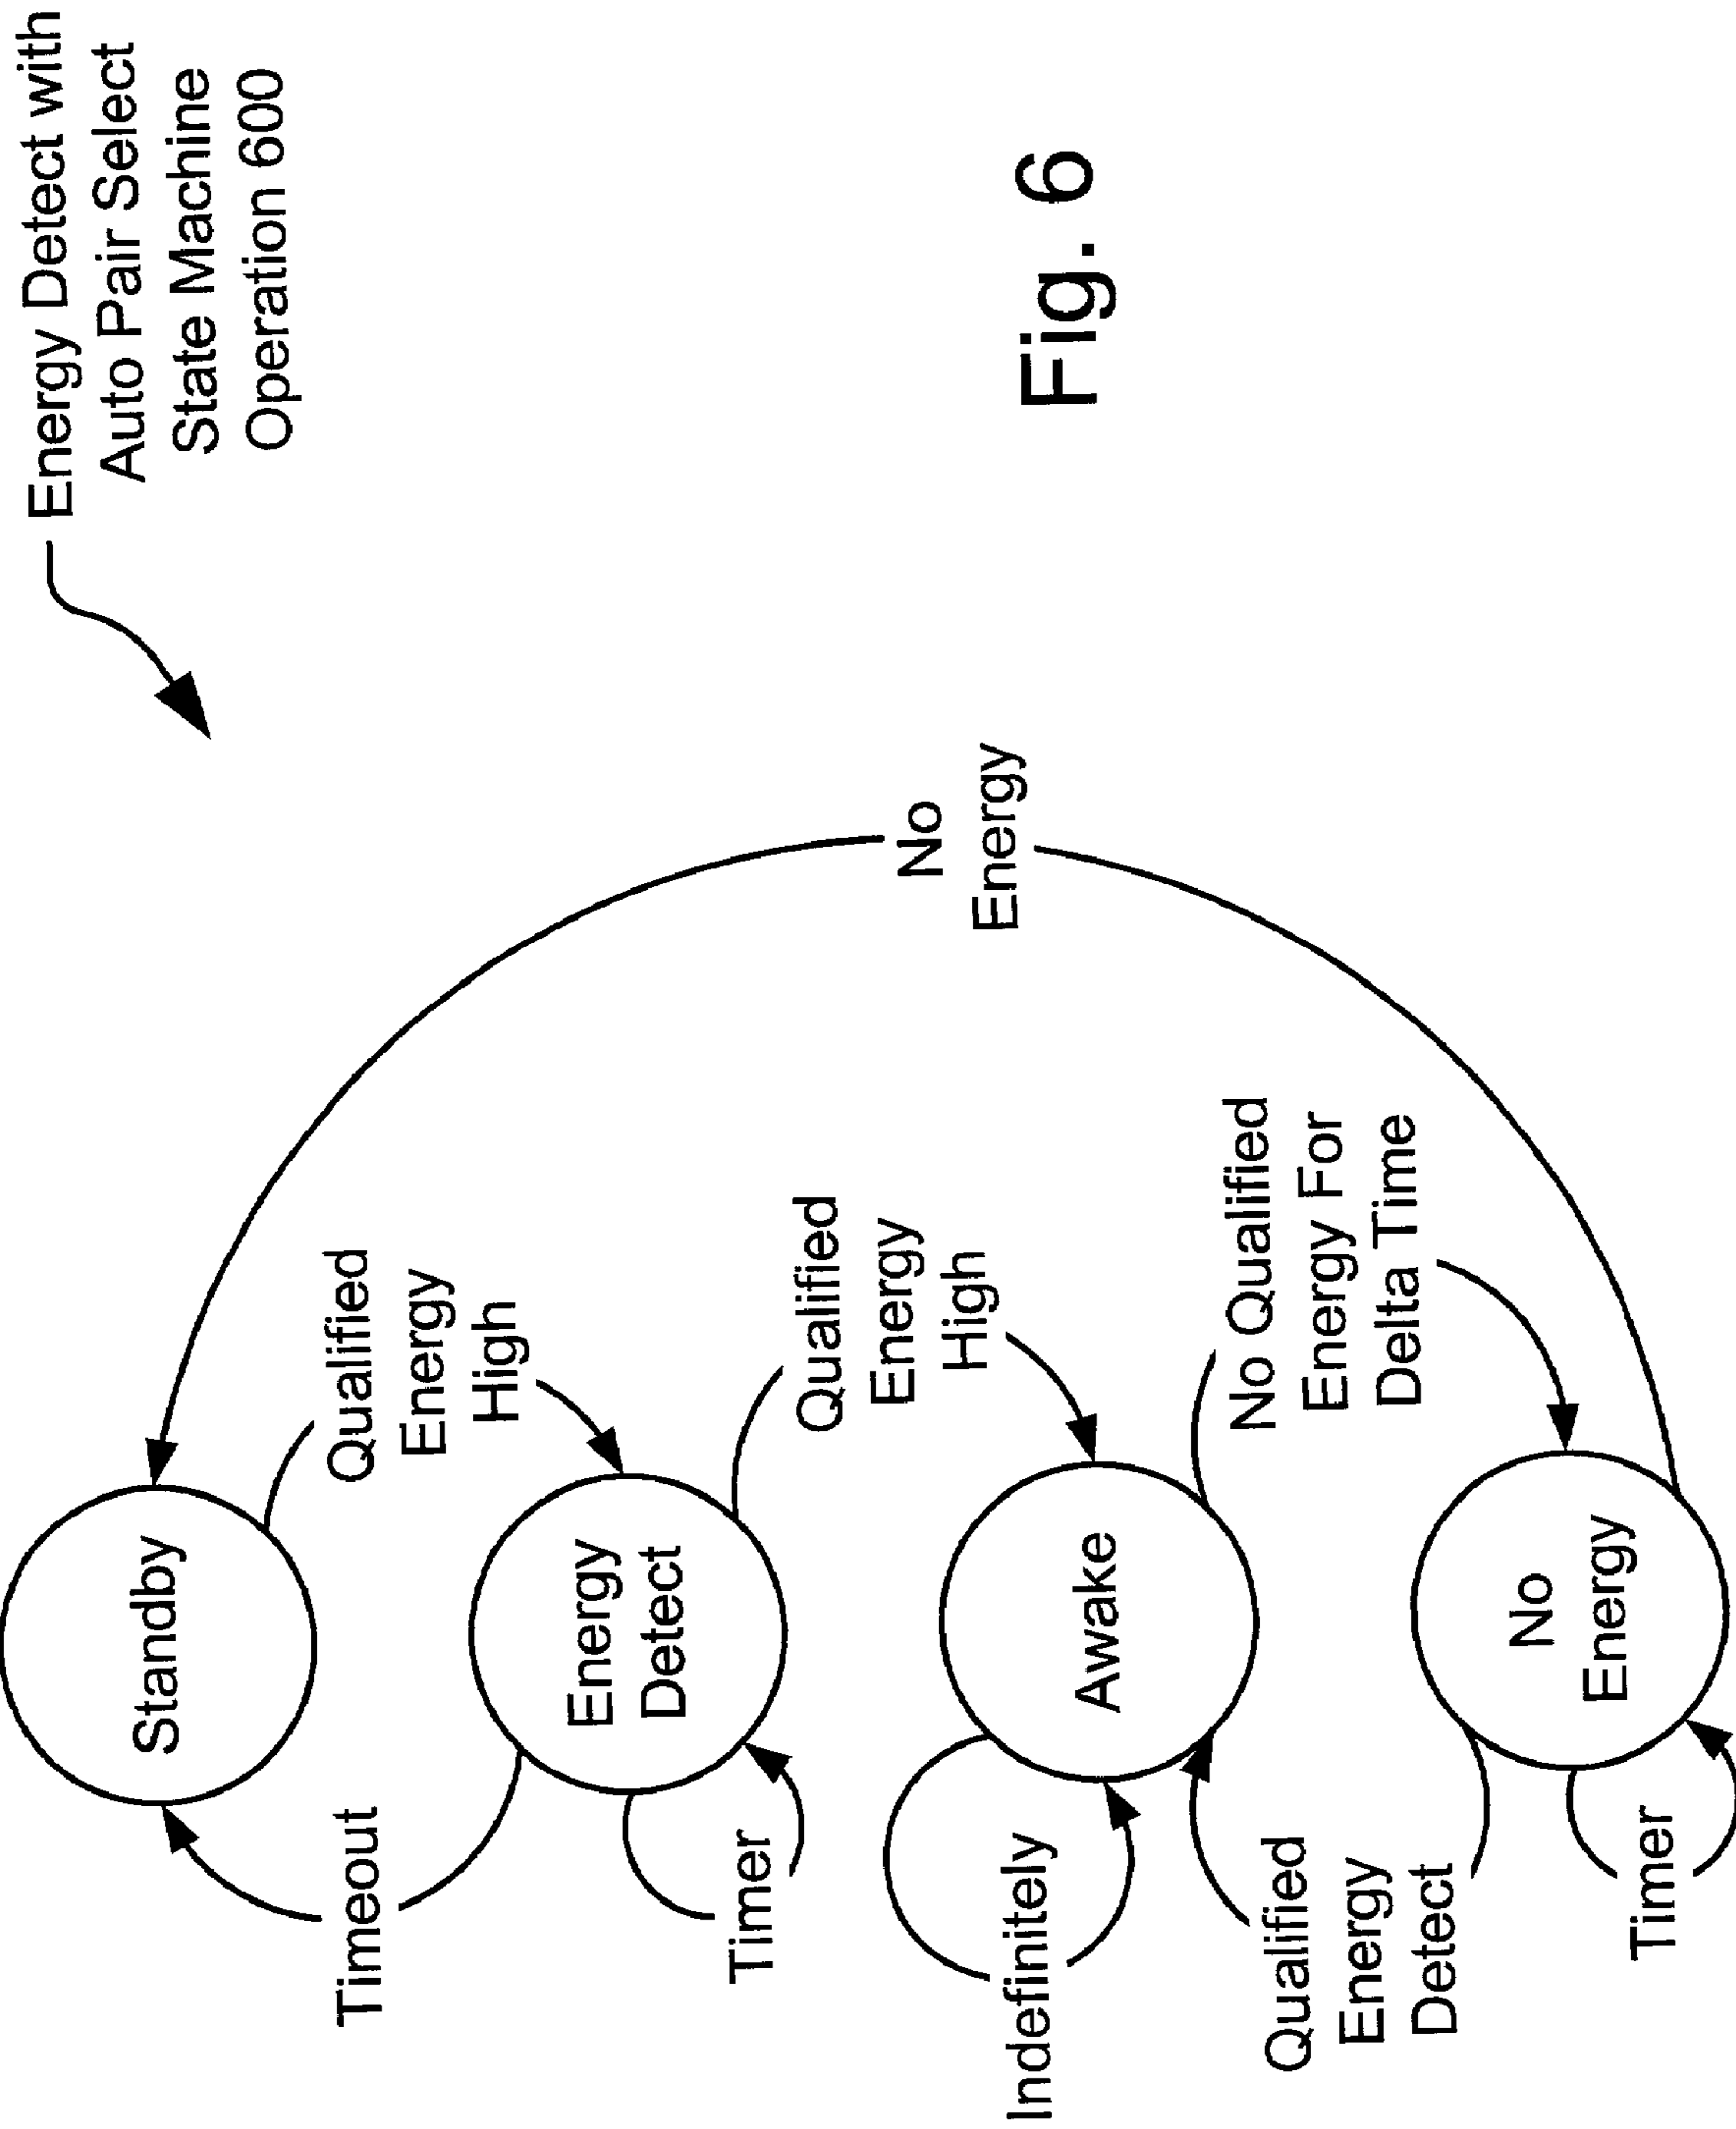 Energy Detect with
Auto Pair Select
State Machine
Operation 600
Standby
Timeout
Qualified
Energy
High
Energy
Detect
Timer
Qualified
Energy
High
Awake
Indefinitely
No Qualified
Energy For
Delta Time
Qualified
Energy
Detect
No
Energy
Timer
No
Energy
Fig. 6